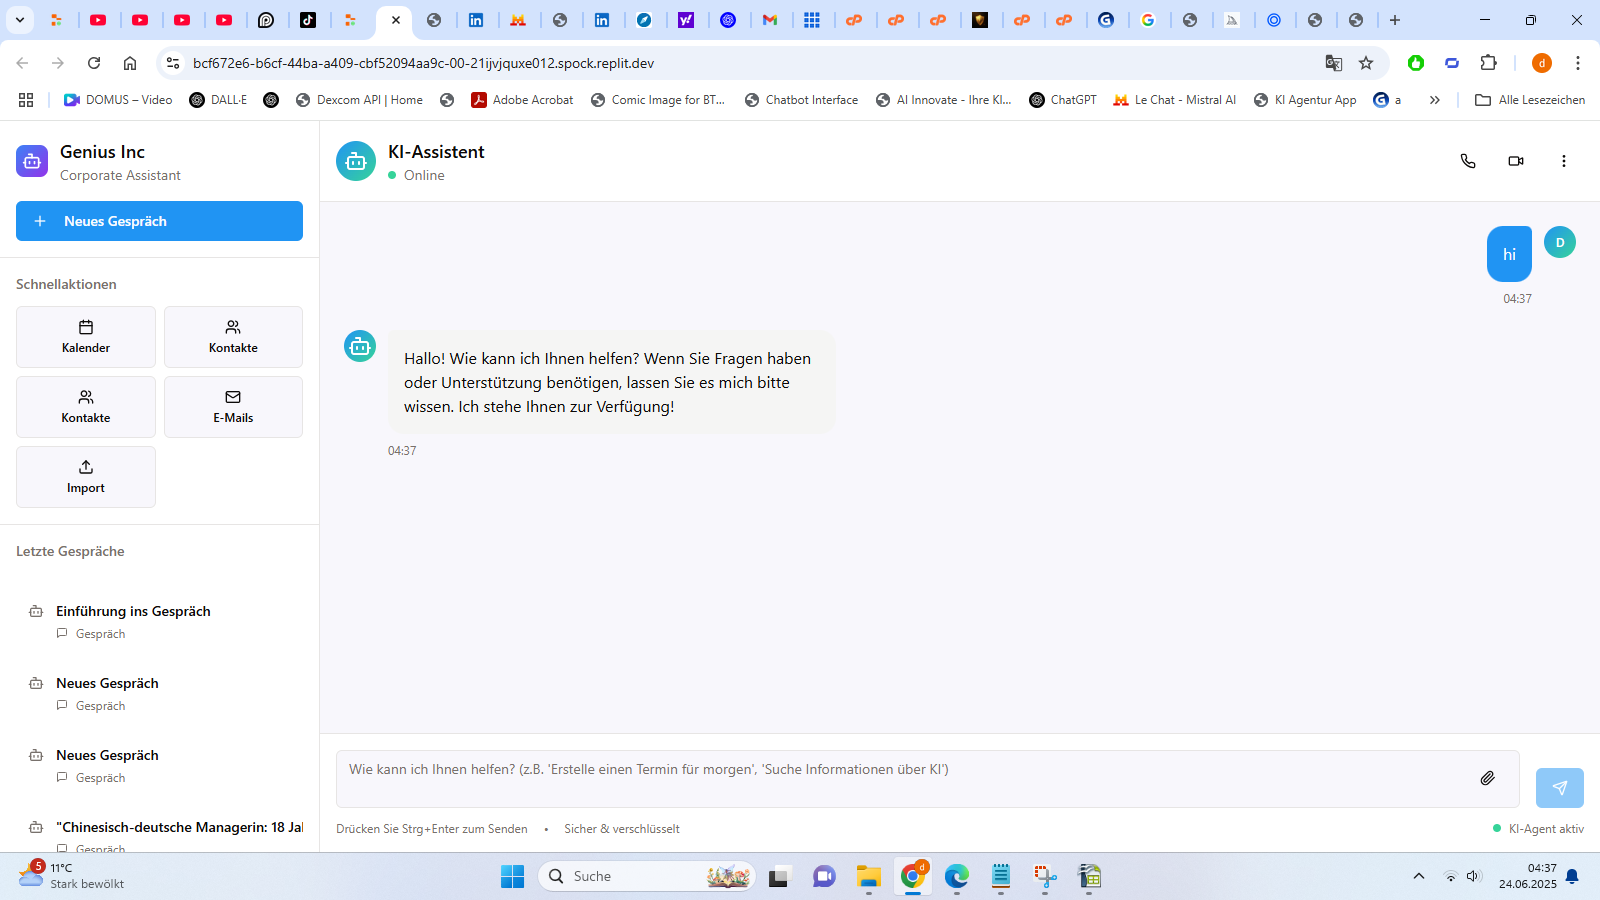 bcf672e6-b6cf-44ba-a409-cbf52094aa9c-00-21ijvjquxe012.spock.replit.dev
d
DOMUS – Video
DALL·E
Dexcom API | Home
Adobe Acrobat
Comic Image for BT...
Chatbot Interface
AI Innovate - Ihre KI...
ChatGPT
Le Chat - Mistral AI
KI Agentur App
a
Alle Lesezeichen
Genius Inc
Corporate Assistant
Neues Gespräch
Schnellaktionen
Kalender
Kontakte
Kontakte
E-Mails
Import
Letzte Gespräche
Einführung ins Gespräch
Gespräch
Neues Gespräch
Gespräch
Neues Gespräch
Gespräch
"Chinesisch-deutsche Managerin: 18 Jal
Gespräch
KI-Assistent
Online
hi
D
04:37
Hallo! Wie kann ich Ihnen helfen? Wenn Sie Fragen haben
oder Unterstützung benötigen, lassen Sie es mich bitte
wissen. Ich stehe Ihnen zur Verfügung!
04:37
Wie kann ich Ihnen helfen? (z.B. 'Erstelle einen Termin für morgen', 'Suche Informationen über KI')
Drücken Sie Strg+Enter zum Senden • Sicher & verschlüsselt
KI-Agent aktiv
5
11°C
Stark bewölkt
Suche
d
04:37
24.06.2025